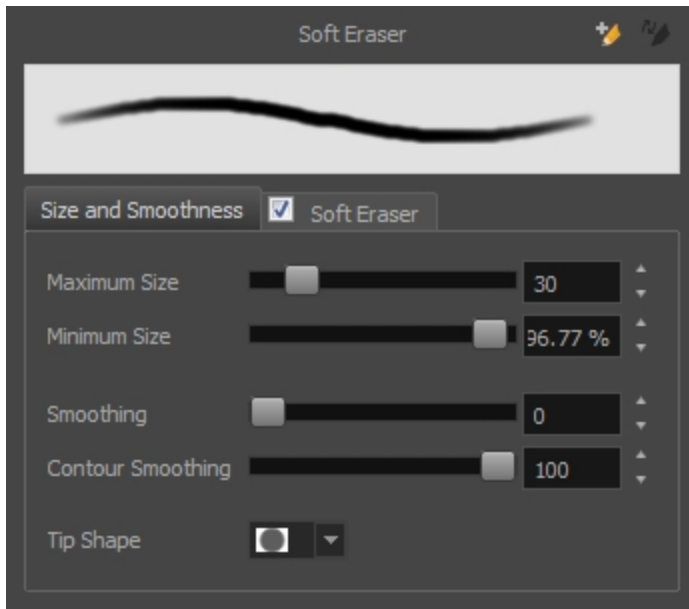 Soft Eraser
Size and Smoothness Soft Eraser
Maximum Size 30
Minimum Size 96.77 %
Smoothing 0
Contour Smoothing 100
Tip Shape